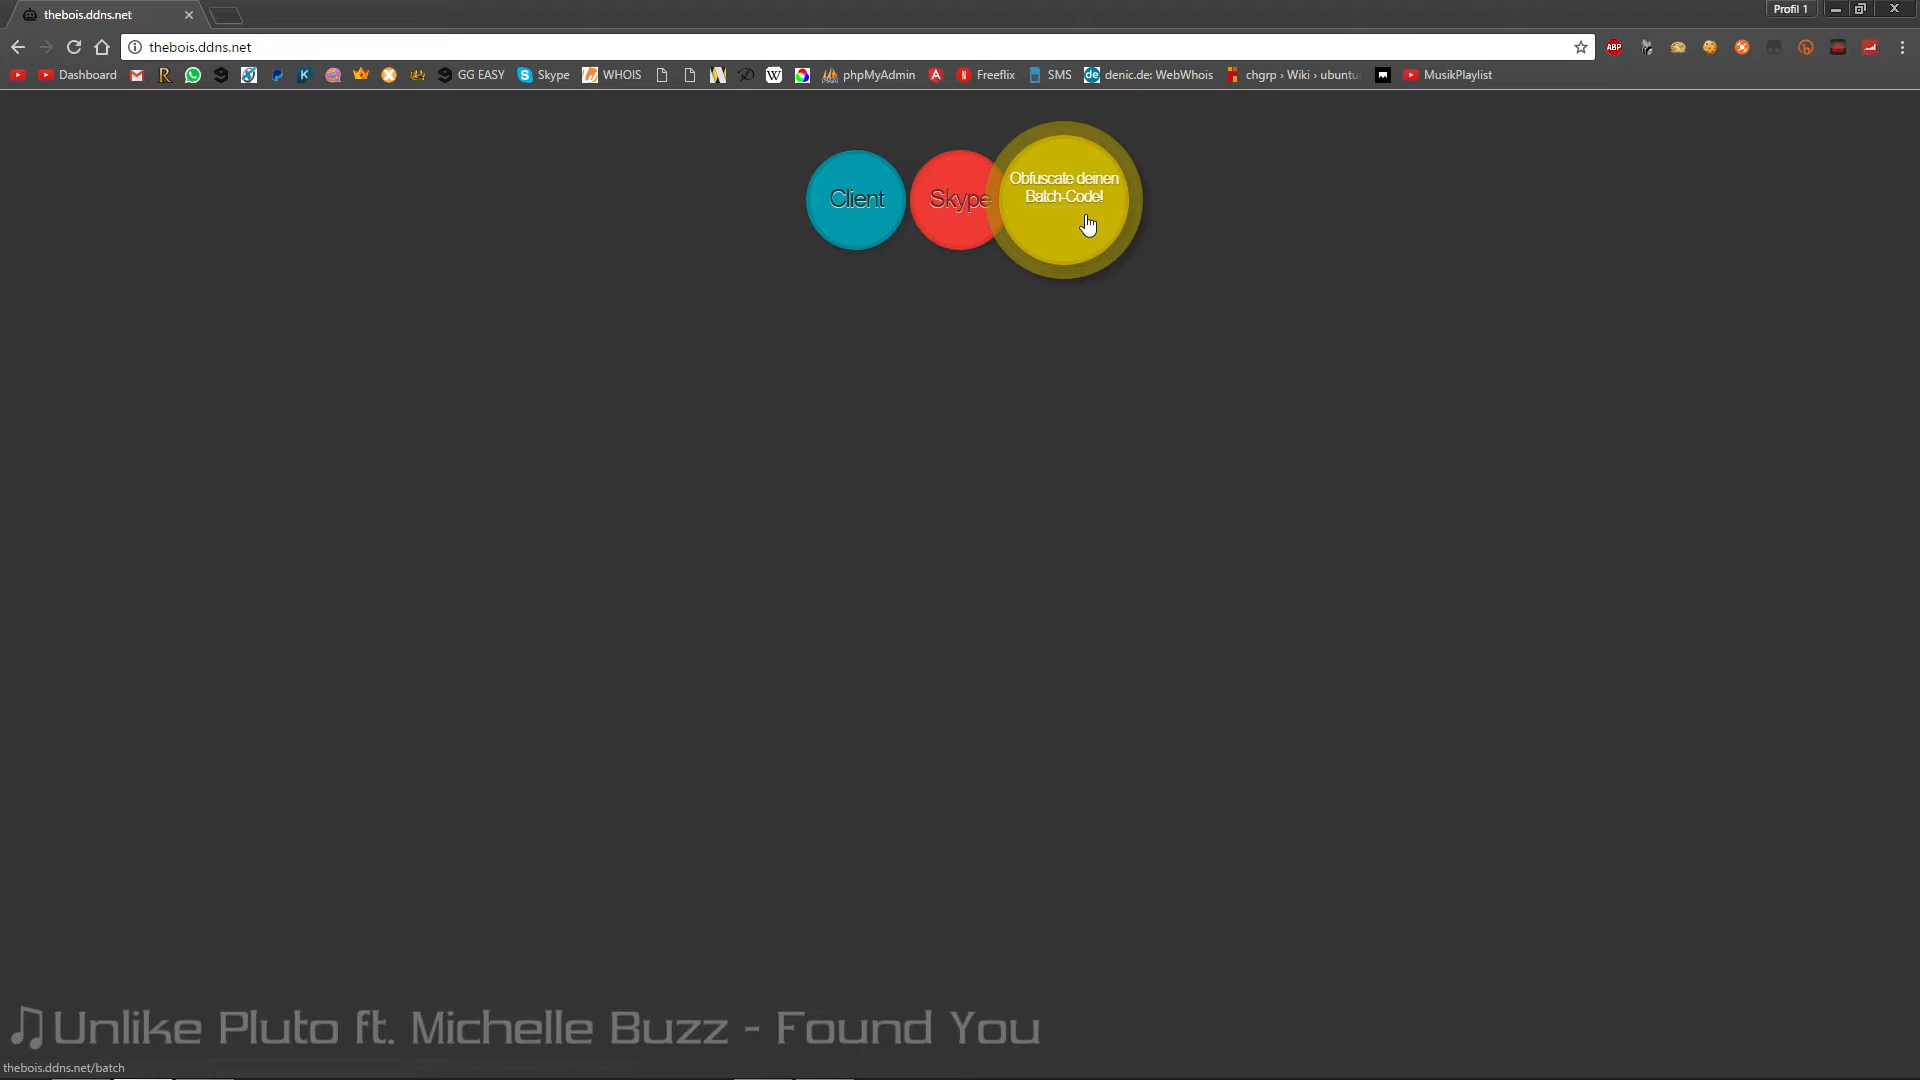 thebois.ddns.net
Profil 1
thebois.ddns.net
ABP
Dashboard
GG EASY
Skype
WHOIS
phpMyAdmin
Freeflix
SMS
denic.de: WebWhois
chgrp › Wiki › ubuntu
MusikPlaylist
Client
Skype
Obfuscate deinen
Batch-Code!
♫Unlike Pluto ft. Michelle Buzz - Found You
thebois.ddns.net/batch